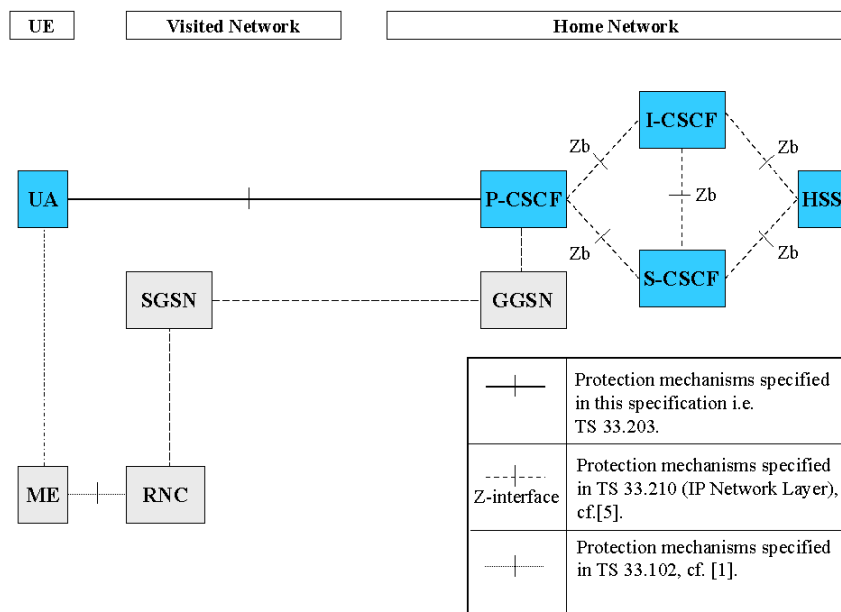 UE
Visited Network
Home Network
I-CSCF
Zb
Zb
UA
P-CSCF
Zb
HSS
Zb
Zb
S-CSCF
SGSN
GGSN
ME
RNC
Protection mechanisms specified
in this specification i.e.
TS 33.203.
Z-interface
Protection mechanisms specified
in TS 33.210 (IP Network Layer),
cf.[5].
Protection mechanisms specified
in TS 33.102, cf. [1].